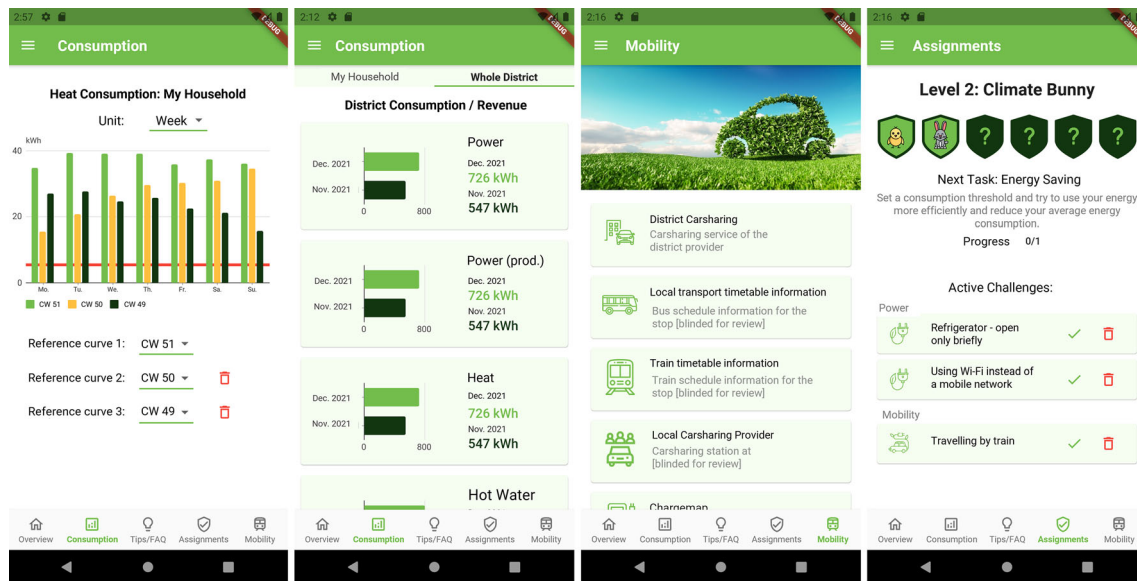 2:57
DEBUG
Consumption
Heat Consumption: My Household
Unit: Week
kWh
40
20
0
Mo. Tu. We. Th. Fr. Sa. Su.
CW 51 CW 50 CW 49
Reference curve 1: CW 51
Reference curve 2: CW 50
Reference curve 3: CW 49
Overview Consumption Tips/FAQ Assignments Mobility
2:12
DEBUG
Consumption
My Household Whole District
District Consumption / Revenue
Power
Dec. 2021
Nov. 2021
0 800
Dec. 2021
726 kWh
Nov. 2021
547 kWh
Power (prod.)
Dec. 2021
Nov. 2021
0 800
Dec. 2021
726 kWh
Nov. 2021
547 kWh
Heat
Dec. 2021
Nov. 2021
0 800
Dec. 2021
726 kWh
Nov. 2021
547 kWh
Hot Water
Overview Consumption Tips/FAQ Assignments Mobility
2:16
DEBUG
Mobility
District Carsharing
Carsharing service of the
district provider
Local transport timetable information
Bus schedule information for the
stop [blinded for review]
Train timetable information
Train schedule information for the
stop [blinded for review]
Local Carsharing Provider
Carsharing station at
[blinded for review]
Chargemap
Overview Consumption Tips/FAQ Assignments Mobility
2:16
DEBUG
Assignments
Level 2: Climate Bunny
? ? ? ?
Next Task: Energy Saving
Set a consumption threshold and try to use your energy
more efficiently and reduce your average energy
consumption.
Progress 0/1
Active Challenges:
Power
Refrigerator - open
only briefly
Using Wi-Fi instead of
a mobile network
Mobility
Travelling by train
Overview Consumption Tips/FAQ Assignments Mobility